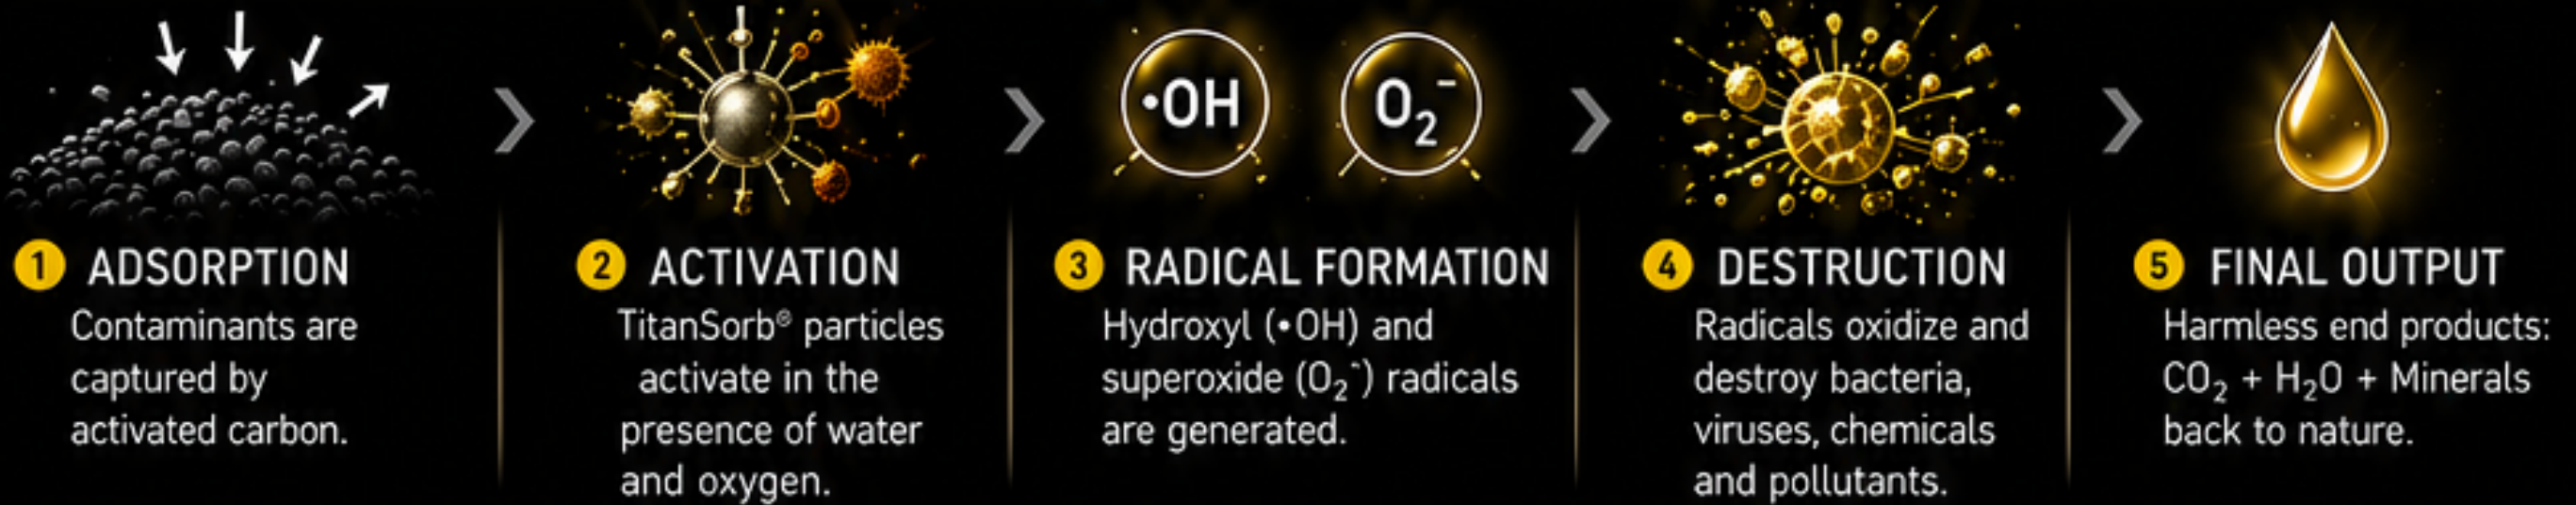 •OH
O₂⁻
1 ADSORPTION
Contaminants are
captured by
activated carbon.
2 ACTIVATION
TitanSorb® particles
activate in the
presence of water
and oxygen.
3 RADICAL FORMATION
Hydroxyl (•OH) and
superoxide (O₂⁻) radicals
are generated.
4 DESTRUCTION
Radicals oxidize and
destroy bacteria,
viruses, chemicals
and pollutants.
5 FINAL OUTPUT
Harmless end products:
CO₂ + H₂O + Minerals
back to nature.